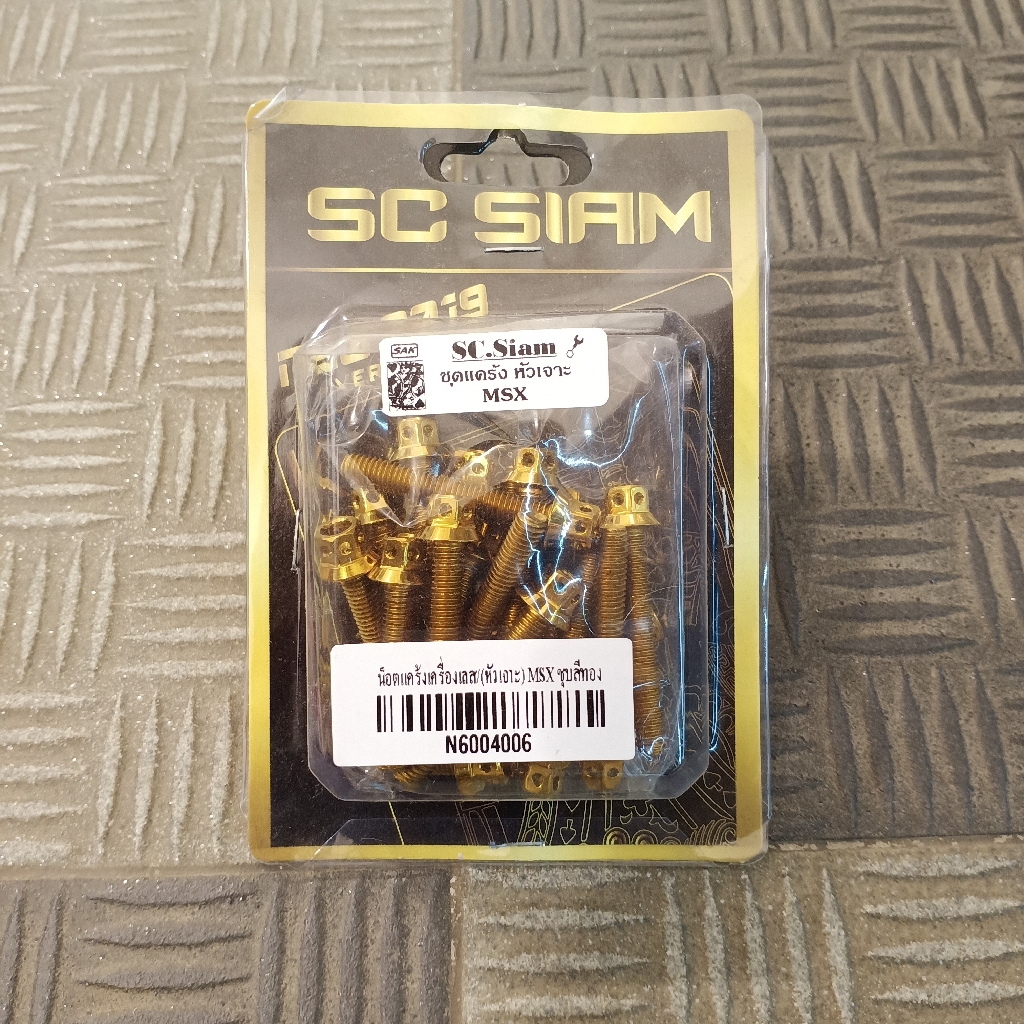 SC SIAM
SAK
SC.Siam
ชุดแคร้ง หัวเจาะ
MSX
น็อตแคร้งเครื่องเลส/(หัวเจาะ) MSX ชุบสีทอง
N6004006